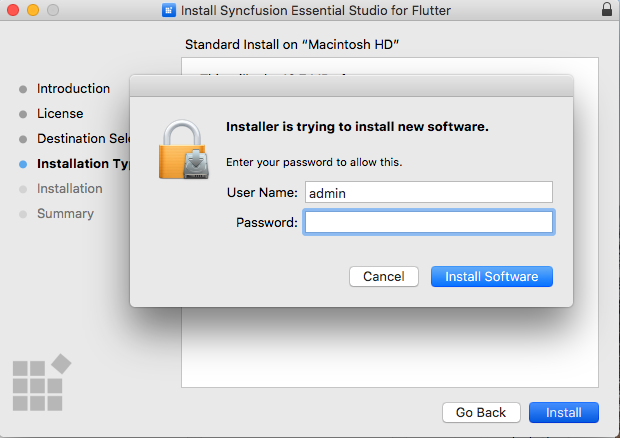 Install Syncfusion Essential Studio for Flutter
Standard Install on “Macintosh HD”
Introduction
License
Destination
Installation
Installation
Summary
Installer is trying to install new software.
Enter your password to allow this.
User Name: admin
Password:
Cancel Install Software
Go Back Install